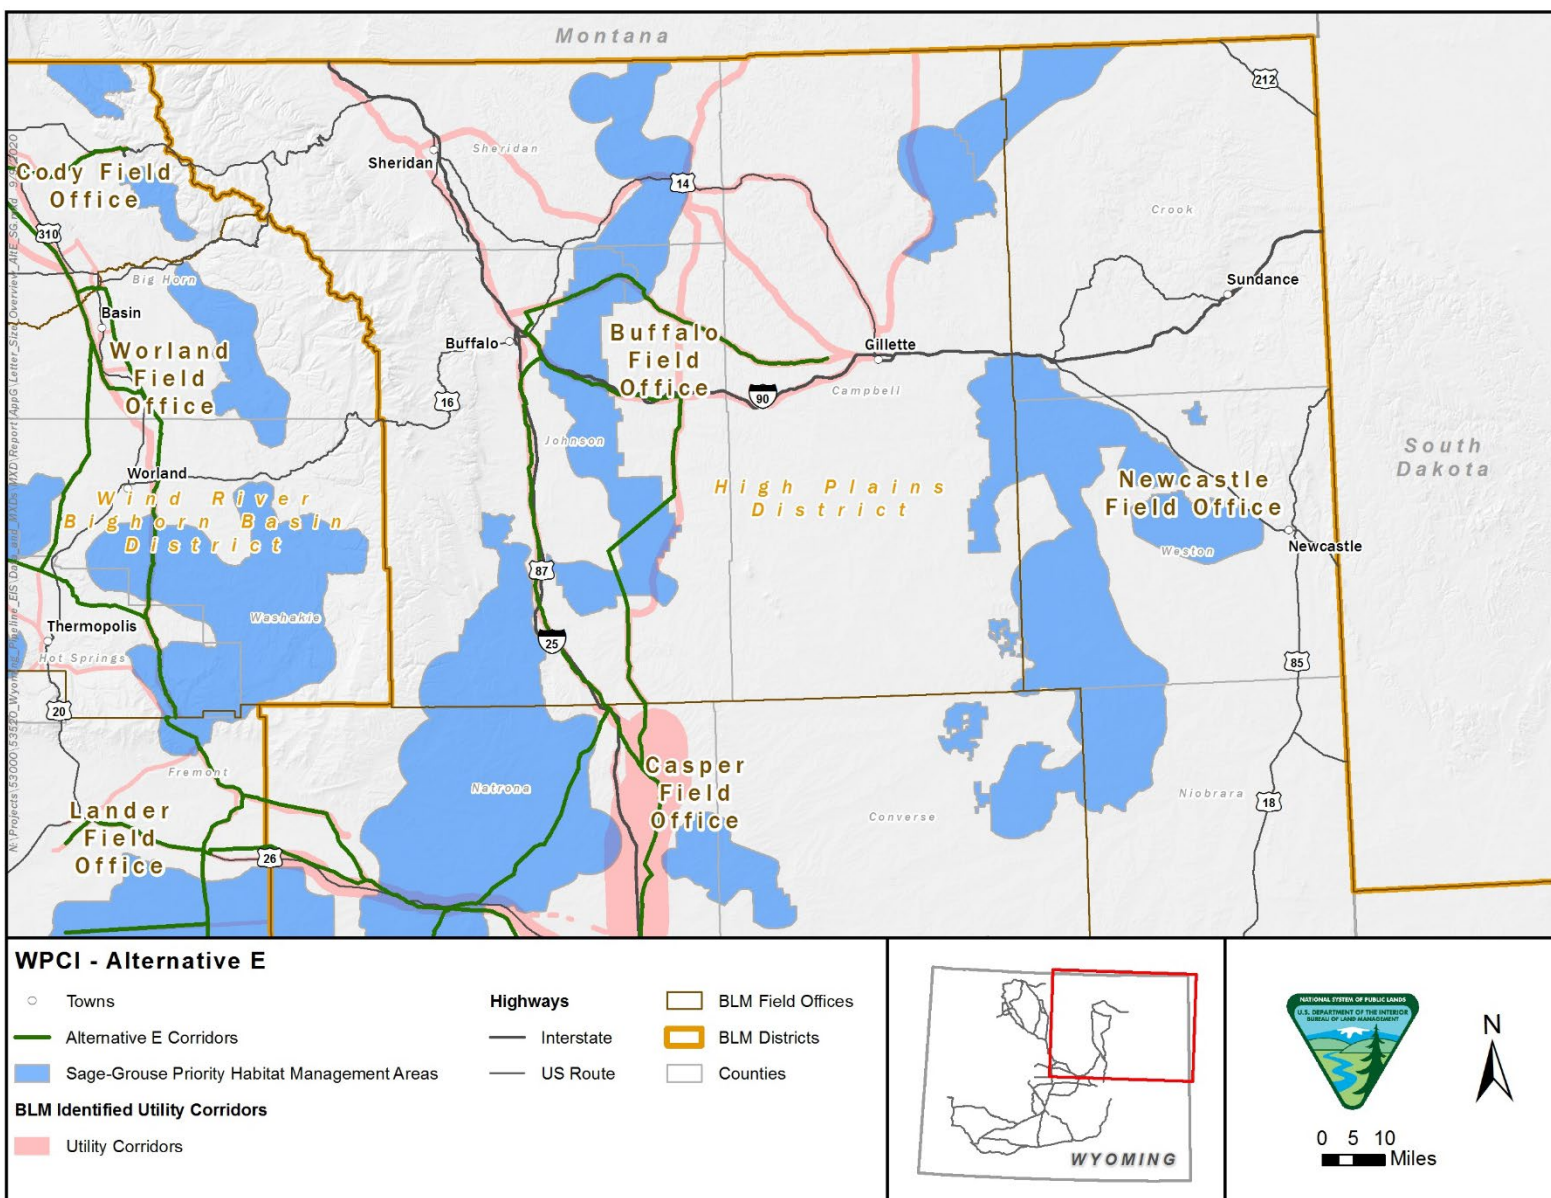 Montana
212
Sheridan
Sheridan
Cody Field
Office
14
310
Crook
Big Horn
Sundance
Basin
Buffalo
Buffalo
Field
Office
Gillette
Worland
Field
Office
Campbell
90
16
Johnson
South
Dakota
Worland
Wind River
Bighorn Basin
District
High Plains
District
Newcastle
Field Office
Newcastle
Weston
87
Washakie
Thermopolis
25
Hot Springs
85
20
Casper
Field
Office
Fremont
Natrona
Niobrara
18
Converse
Lander
Field
Office
26
WPCI - Alternative E
Towns
Alternative E Corridors
Sage-Grouse Priority Habitat Management Areas
BLM Identified Utility Corridors
Utility Corridors
Highways
Interstate
US Route
BLM Field Offices
BLM Districts
Counties
WYOMING
NATIONAL SYSTEM OF PUBLIC LANDS
U.S. DEPARTMENT OF THE INTERIOR
BUREAU OF LAND MANAGEMENT
N
0 5 10
Miles